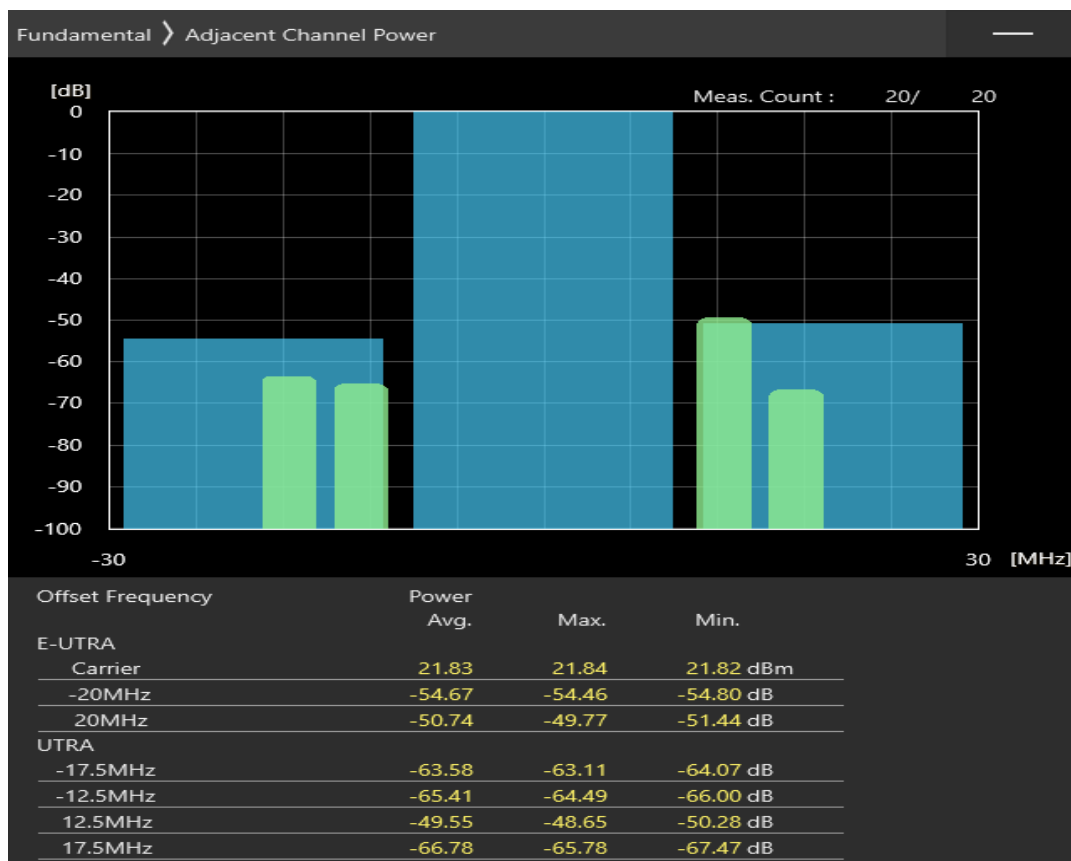 Fundamental ❯ Adjacent Channel Power
[dB]
Meas. Count : 20/ 20
0
-10
-20
-30
-40
-50
-60
-70
-80
-90
-100
-30 30 [MHz]
Offset Frequency Power
Avg. Max. Min.
E-UTRA
Carrier 21.83 21.84 21.82 dBm
-20MHz -54.67 -54.46 -54.80 dB
20MHz -50.74 -49.77 -51.44 dB
UTRA
-17.5MHz -63.58 -63.11 -64.07 dB
-12.5MHz -65.41 -64.49 -66.00 dB
12.5MHz -49.55 -48.65 -50.28 dB
17.5MHz -66.78 -65.78 -67.47 dB